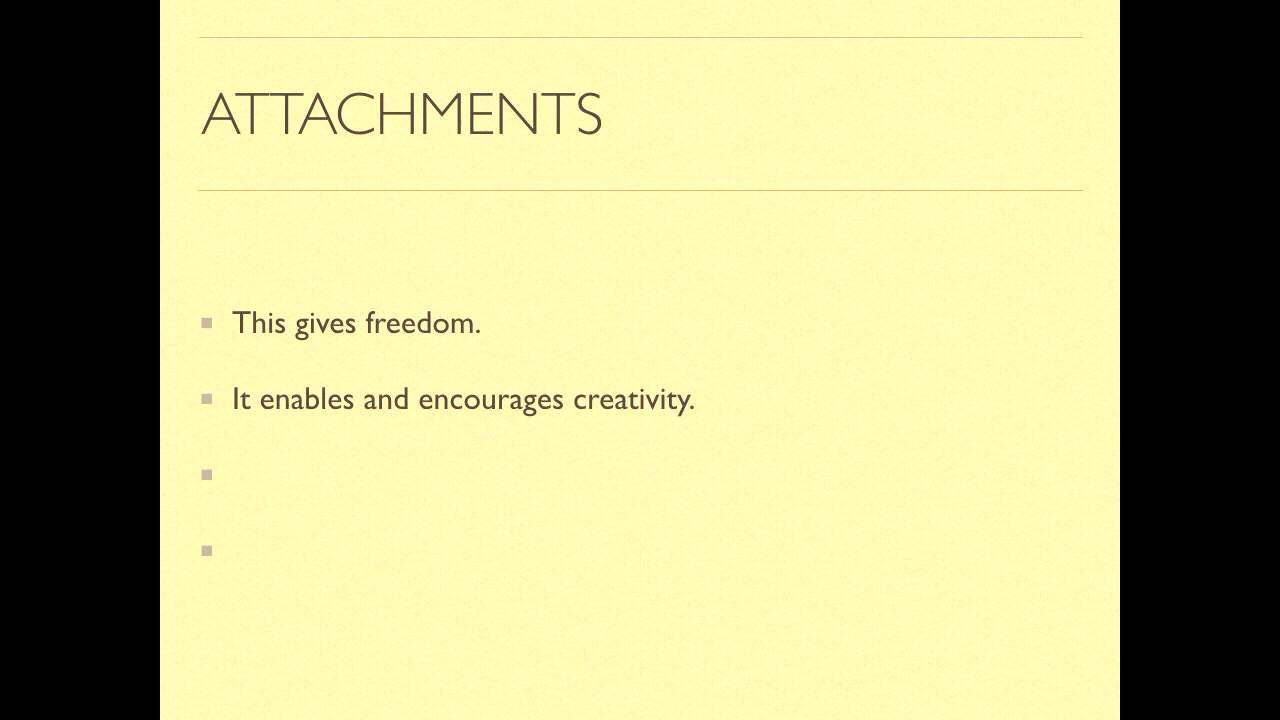 ATTACHMENTS
This gives freedom.
It enables and encourages creativity.